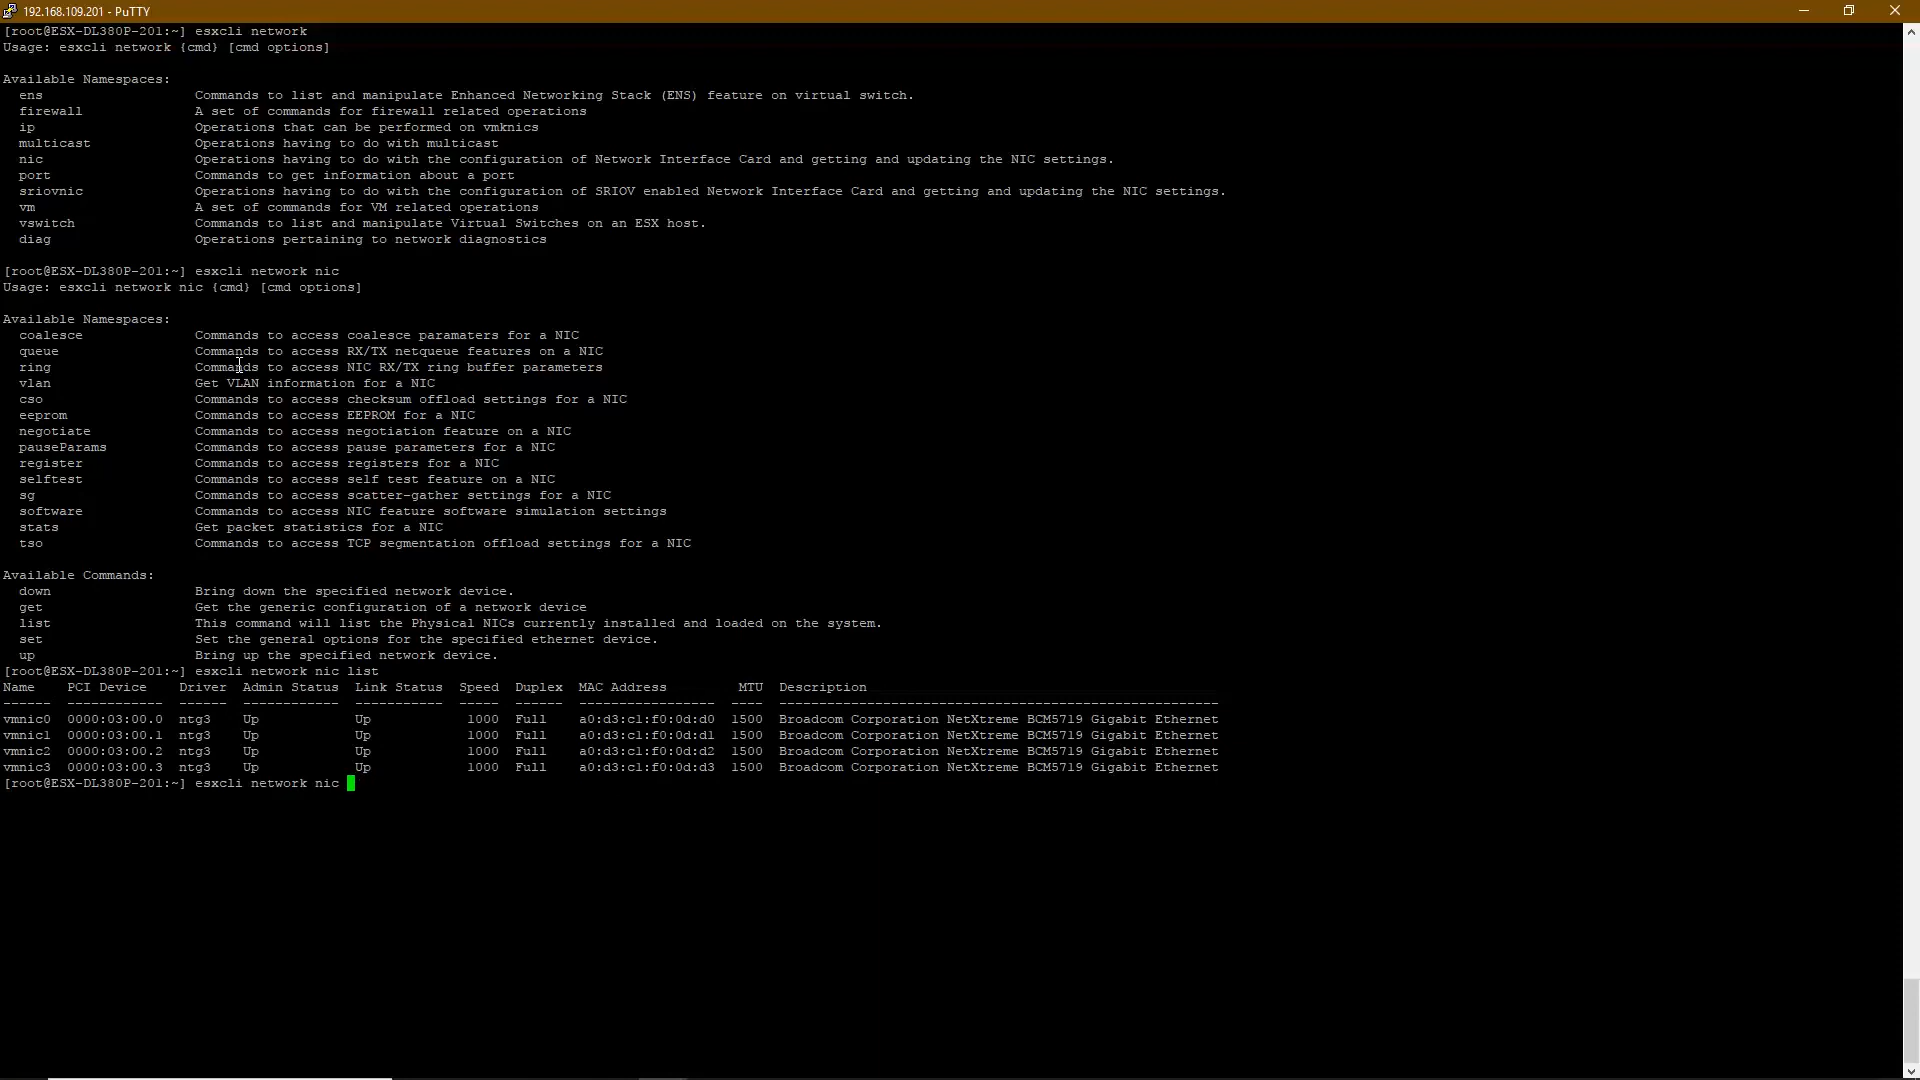 192.168.109.201 - PuTTY
[root@ESX-DL380P-201:~] esxcli network
Usage: esxcli network {cmd} [cmd options]
Available Namespaces:
ens Commands to list and manipulate Enhanced Networking Stack (ENS) feature on virtual switch.
firewall A set of commands for firewall related operations
ip Operations that can be performed on vmknics
multicast Operations having to do with multicast
nic Operations having to do with the configuration of Network Interface Card and getting and updating the NIC settings.
port Commands to get information about a port
sriovnic Operations having to do with the configuration of SRIOV enabled Network Interface Card and getting and updating the NIC settings.
vm A set of commands for VM related operations
vswitch Commands to list and manipulate Virtual Switches on an ESX host.
diag Operations pertaining to network diagnostics
[root@ESX-DL380P-201:~] esxcli network nic
Usage: esxcli network nic {cmd} [cmd options]
Available Namespaces:
coalesce Commands to access coalesce paramaters for a NIC
queue Commands to access RX/TX netqueue features on a NIC
ring Commands to access NIC RX/TX ring buffer parameters
vlan Get VLAN information for a NIC
cso Commands to access checksum offload settings for a NIC
eeprom Commands to access EEPROM for a NIC
negotiate Commands to access negotiation feature on a NIC
pauseParams Commands to access pause parameters for a NIC
register Commands to access registers for a NIC
selftest Commands to access self test feature on a NIC
sg Commands to access scatter-gather settings for a NIC
software Commands to access NIC feature software simulation settings
stats Get packet statistics for a NIC
tso Commands to access TCP segmentation offload settings for a NIC
Available Commands:
down Bring down the specified network device.
get Get the generic configuration of a network device
list This command will list the Physical NICs currently installed and loaded on the system.
set Set the general options for the specified ethernet device.
up Bring up the specified network device.
[root@ESX-DL380P-201:~] esxcli network nic list
Name PCI Device Driver Admin Status Link Status Speed Duplex MAC Address MTU Description
------ ------------ ------ ------------ ----------- ----- ------ ----------------- ---- -------------------------------------------------------
vmnic0 0000:03:00.0 ntg3 Up Up 1000 Full a0:d3:c1:f0:0d:d0 1500 Broadcom Corporation NetXtreme BCM5719 Gigabit Ethernet
vmnic1 0000:03:00.1 ntg3 Up Up 1000 Full a0:d3:c1:f0:0d:d1 1500 Broadcom Corporation NetXtreme BCM5719 Gigabit Ethernet
vmnic2 0000:03:00.2 ntg3 Up Up 1000 Full a0:d3:c1:f0:0d:d2 1500 Broadcom Corporation NetXtreme BCM5719 Gigabit Ethernet
vmnic3 0000:03:00.3 ntg3 Up Up 1000 Full a0:d3:c1:f0:0d:d3 1500 Broadcom Corporation NetXtreme BCM5719 Gigabit Ethernet
[root@ESX-DL380P-201:~] esxcli network nic